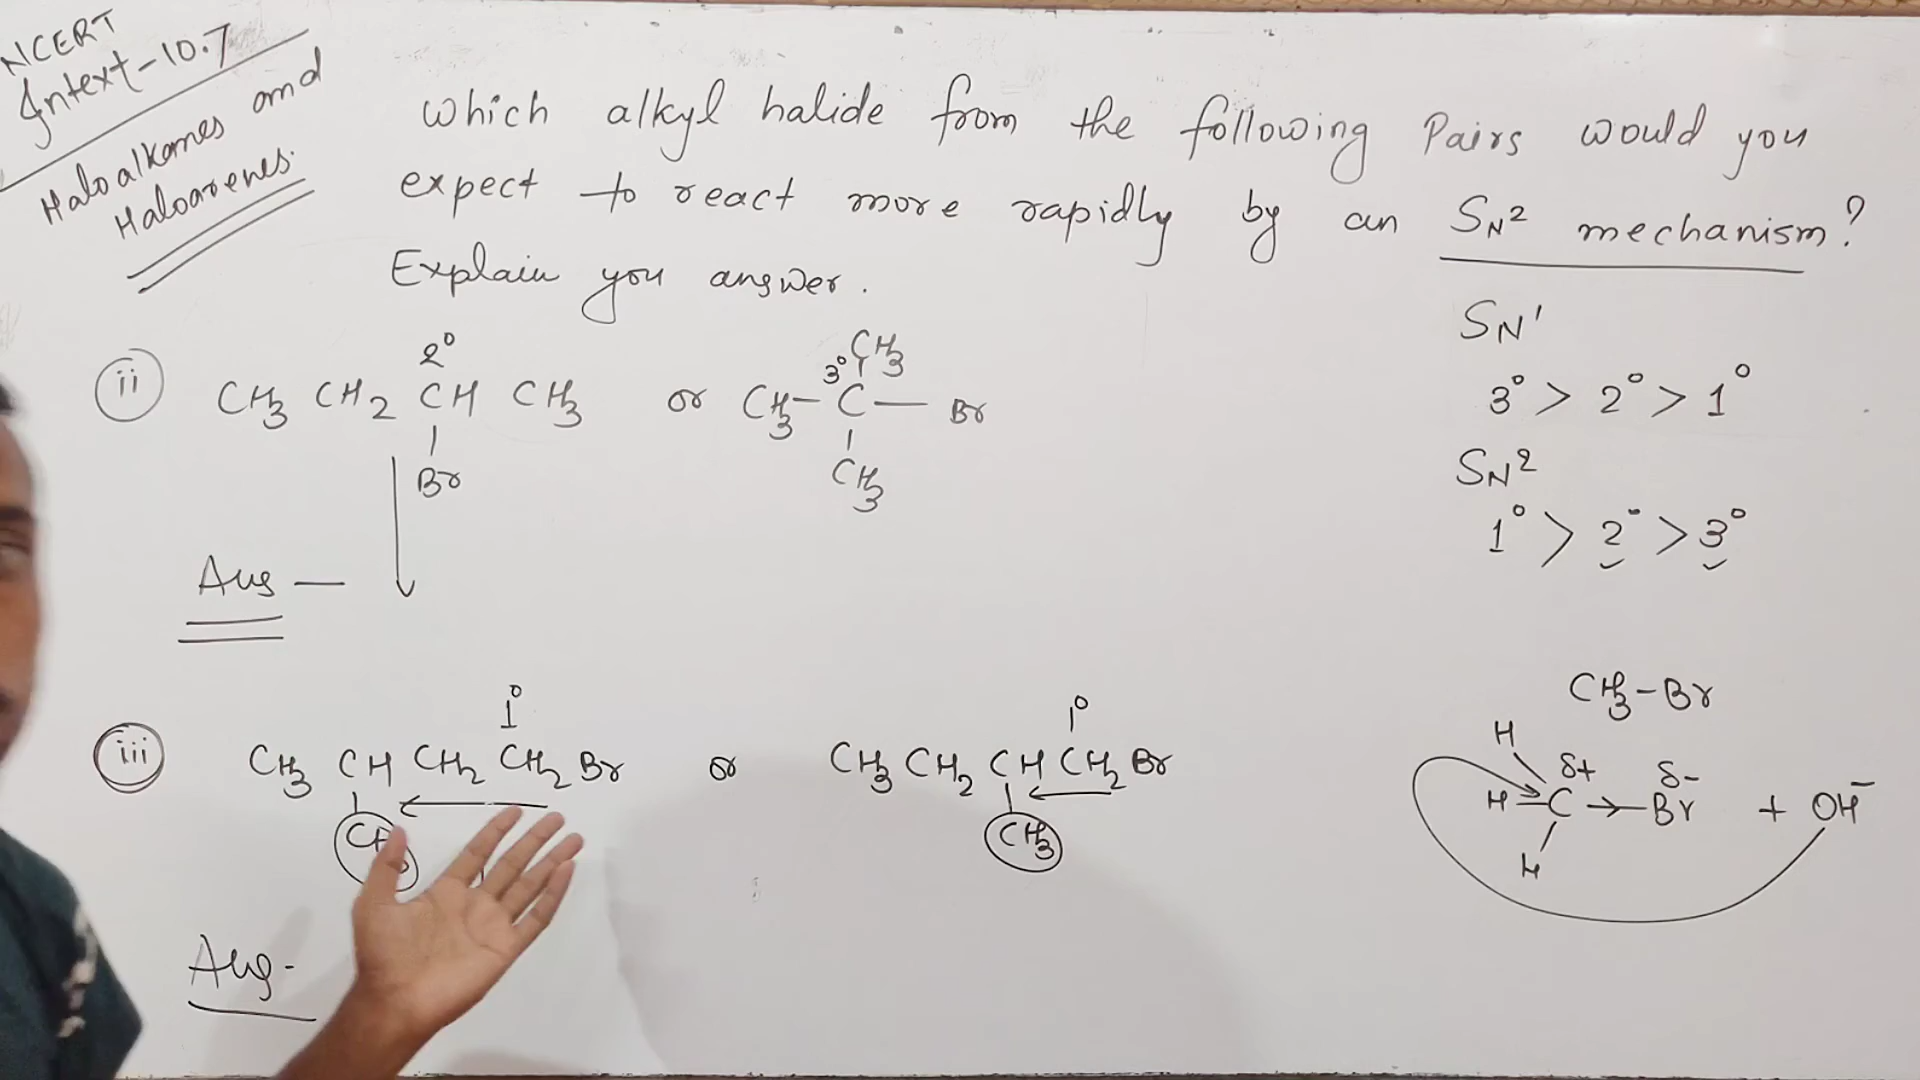 NCERT
Intext-10.7
Haloalkanes and
Haloarenes.
Which alkyl halide from the following Pairs would you
expect to react more rapidly by an SN2 mechanism?
Explain you answer.
SN1
3° > 2° > 1°
SN2
1° > 2° > 3°
2° 3° CH3
ii CH3 CH2 CH CH3 or CH3 - C - Br
Br CH3
Ans -
1° 1°
iii CH3 CH CH2 CH2 Br or CH3 CH2 CH CH2 Br
CH3
Ans -
CH3-Br
H δ+ δ-
H - C → Br + OH-
H